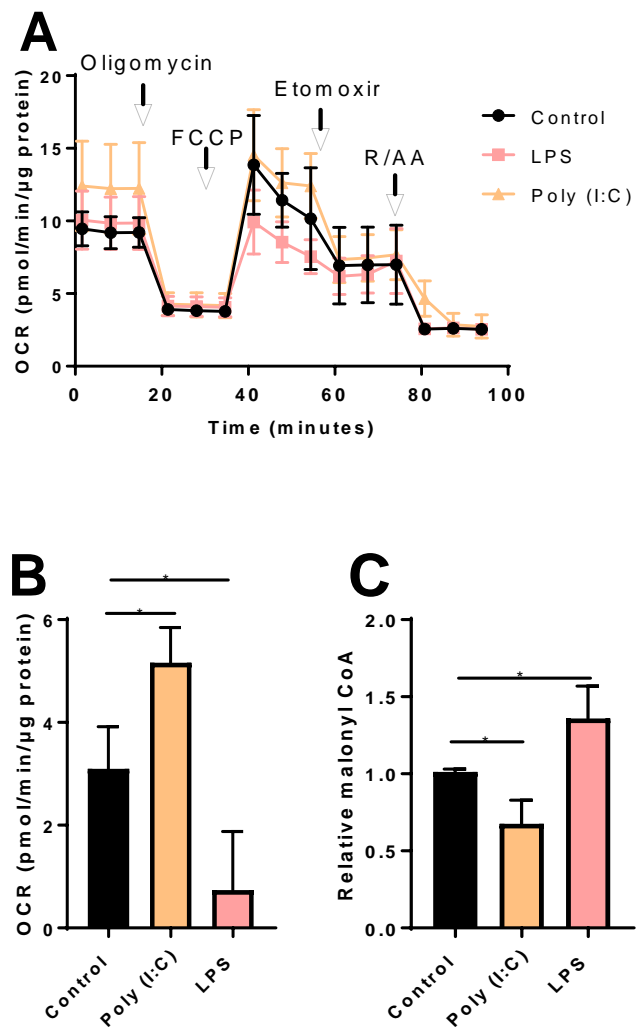 A
Oligomycin
FCCP
Etomoxir
R/AA
Control
LPS
Poly (I:C)
OCR (pmol/min/µg protein)
20
15
10
5
0
0 20 40 60 80 100
Time (minutes)
B
*
*
OCR (pmol/min/µg protein)
6
4
2
0
Control
Poly (I:C)
LPS
C
*
*
Relative malonyl CoA
2.0
1.5
1.0
0.5
0.0
Control
Poly (I:C)
LPS